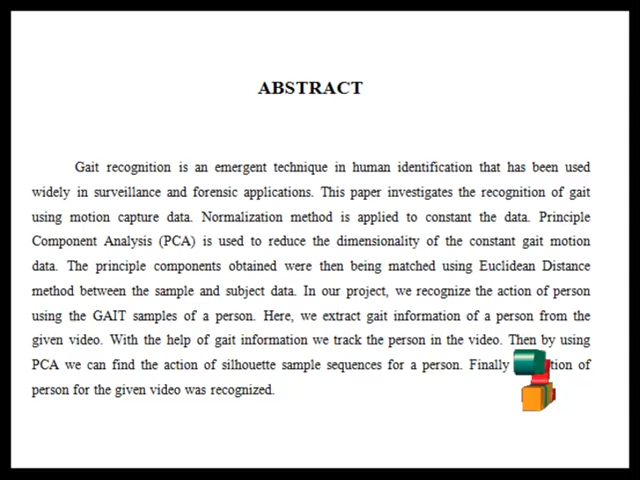 ABSTRACT
Gait recognition is an emergent technique in human identification that has been used
widely in surveillance and forensic applications. This paper investigates the recognition of gait
using motion capture data. Normalization method is applied to constant the data. Principle
Component Analysis (PCA) is used to reduce the dimensionality of the constant gait motion
data. The principle components obtained were then being matched using Euclidean Distance
method between the sample and subject data. In our project, we recognize the action of person
using the GAIT samples of a person. Here, we extract gait information of a person from the
given video. With the help of gait information we track the person in the video. Then by using
PCA we can find the action of silhouette sample sequences for a person. Finally of
person for the given video was recognized.